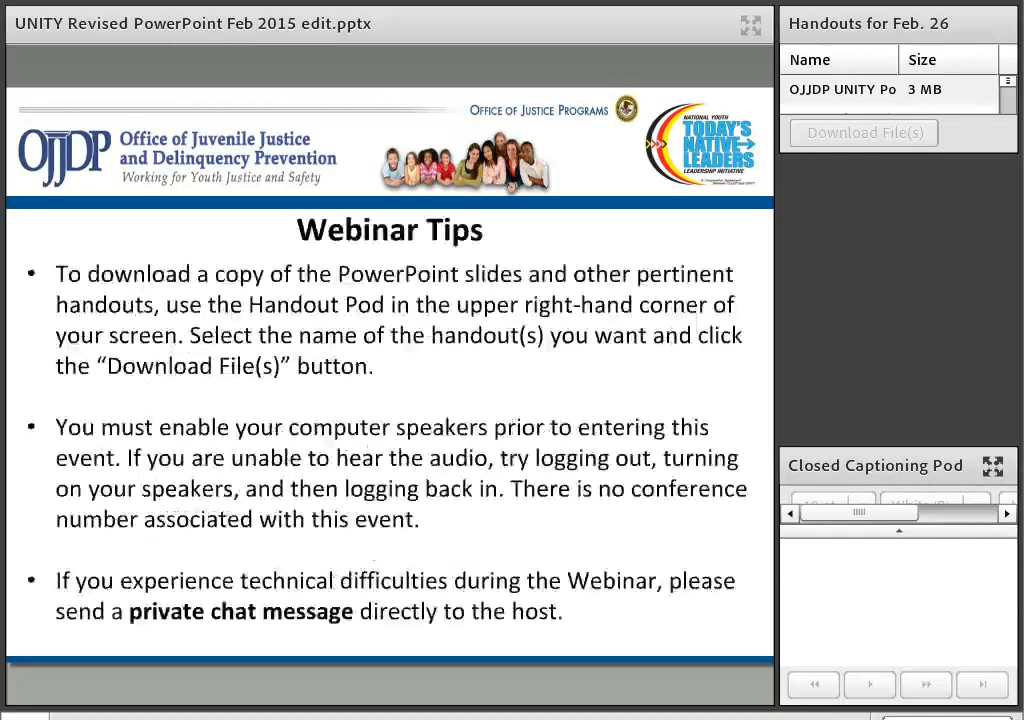 UNITY Revised PowerPoint Feb 2015 edit.pptx
Handouts for Feb. 26
Name Size
OJJDP UNITY Po 3 MB
Download File(s)
OFFICE OF JUSTICE PROGRAMS
OJJDP
Office of Juvenile Justice
and Delinquency Prevention
Working for Youth Justice and Safety
NATIONAL YOUTH
TODAY'S
NATIVE
LEADERS
LEADERSHIP INITIATIVE
Webinar Tips
• To download a copy of the PowerPoint slides and other pertinent
handouts, use the Handout Pod in the upper right-hand corner of
your screen. Select the name of the handout(s) you want and click
the “Download File(s)” button.
• You must enable your computer speakers prior to entering this
event. If you are unable to hear the audio, try logging out, turning
on your speakers, and then logging back in. There is no conference
number associated with this event.
• If you experience technical difficulties during the Webinar, please
send a private chat message directly to the host.
Closed Captioning Pod